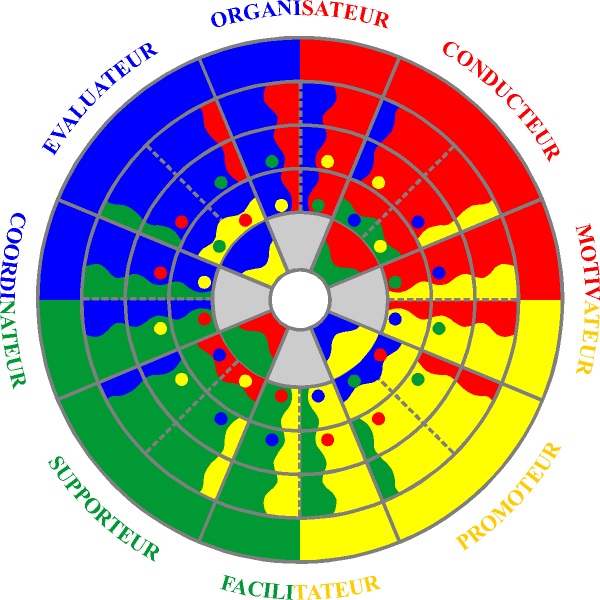 ORGANISATEUR
CONDUCTEUR
MOTIVATEUR
PROMOTEUR
FACILITATEUR
SUPPORTEUR
COORDINATEUR
EVALUATEUR